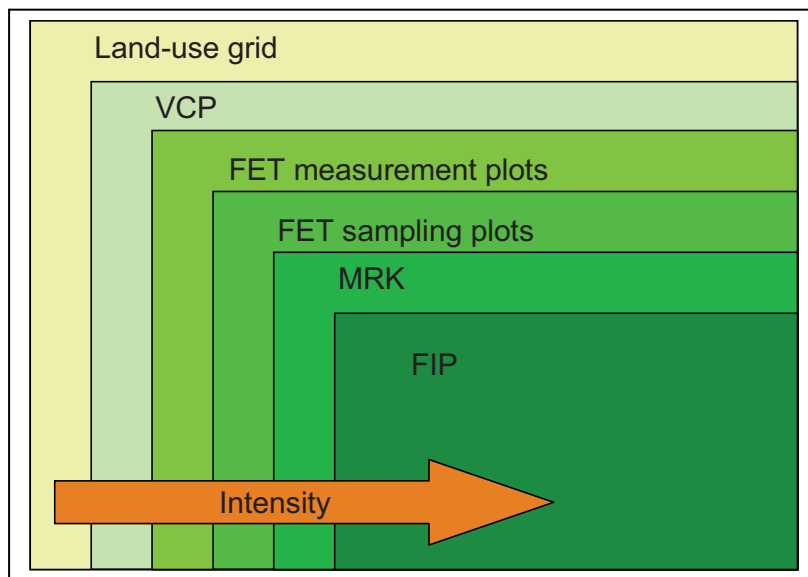 Land-use grid
VCP
FET measurement plots
FET sampling plots
MRK
FIP
Intensity